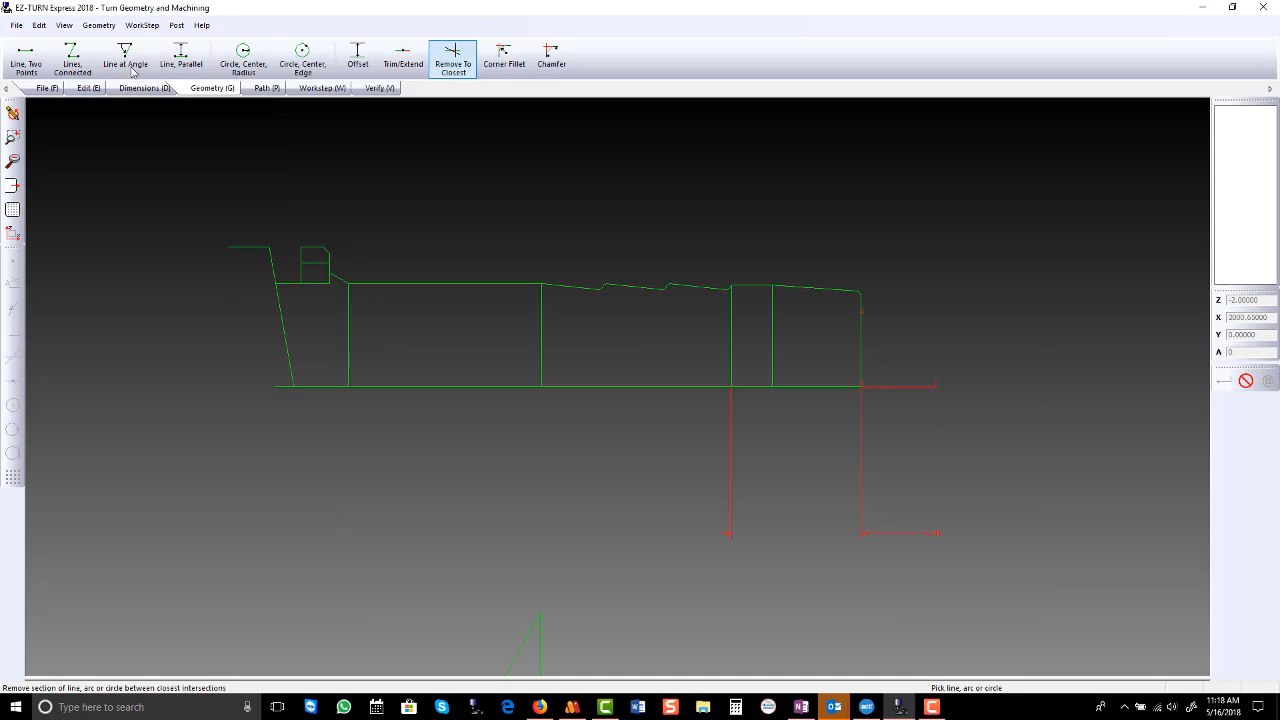 EZ-TURN Express 2018 - Turn Geometry and Machining
File Edit View Geometry WorkStep Post Help
Line, Two Points
Lines, Connected
Line at Angle
Line, Parallel
Circle, Center, Radius
Circle, Center, Edge
Offset
Trim/Extend
Remove To Closest
Corner Fillet
Chamfer
File (F) Edit (E) Dimensions (D) Geometry (G) Path (P) Workstep (W) Verify (V)
Z -2.00000
X 2000.65000
Y 0.00000
A 0
Remove section of line, arc or circle between closest intersections
Pick line, arc or circle
Type here to search
11:18 AM
5/16/2018